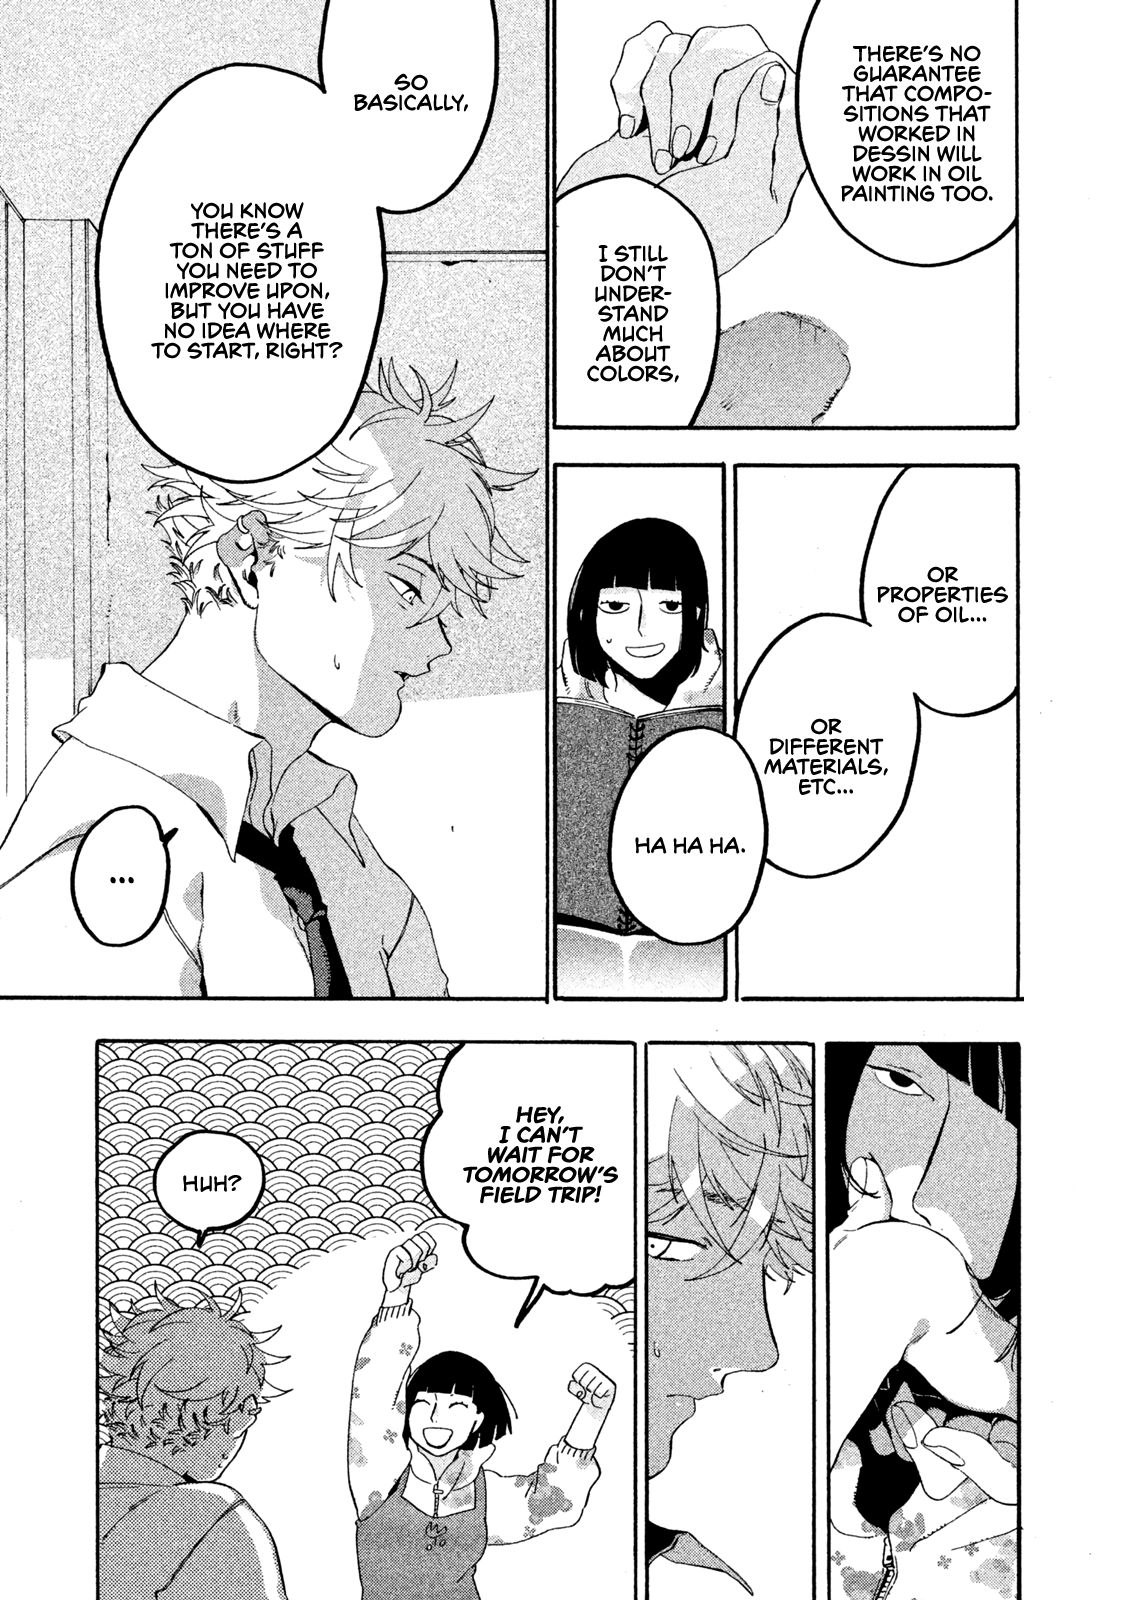 THERE'S NO
GUARANTEE
THAT COMPO-
SITIONS THAT
WORKED IN
DESSIN WILL
WORK IN OIL
PAINTING TOO.
I STILL
DON'T
UNDER-
STAND
MUCH
ABOUT
COLORS,
OR
PROPERTIES
OF OIL...
OR
DIFFERENT
MATERIALS,
ETC...
HA HA HA.
SO
BASICALLY,
YOU KNOW
THERE'S A
TON OF STUFF
YOU NEED TO
IMPROVE UPON,
BUT YOU HAVE
NO IDEA WHERE
TO START, RIGHT?
...
HEY,
I CAN'T
WAIT FOR
TOMORROW'S
FIELD TRIP!
HUH?